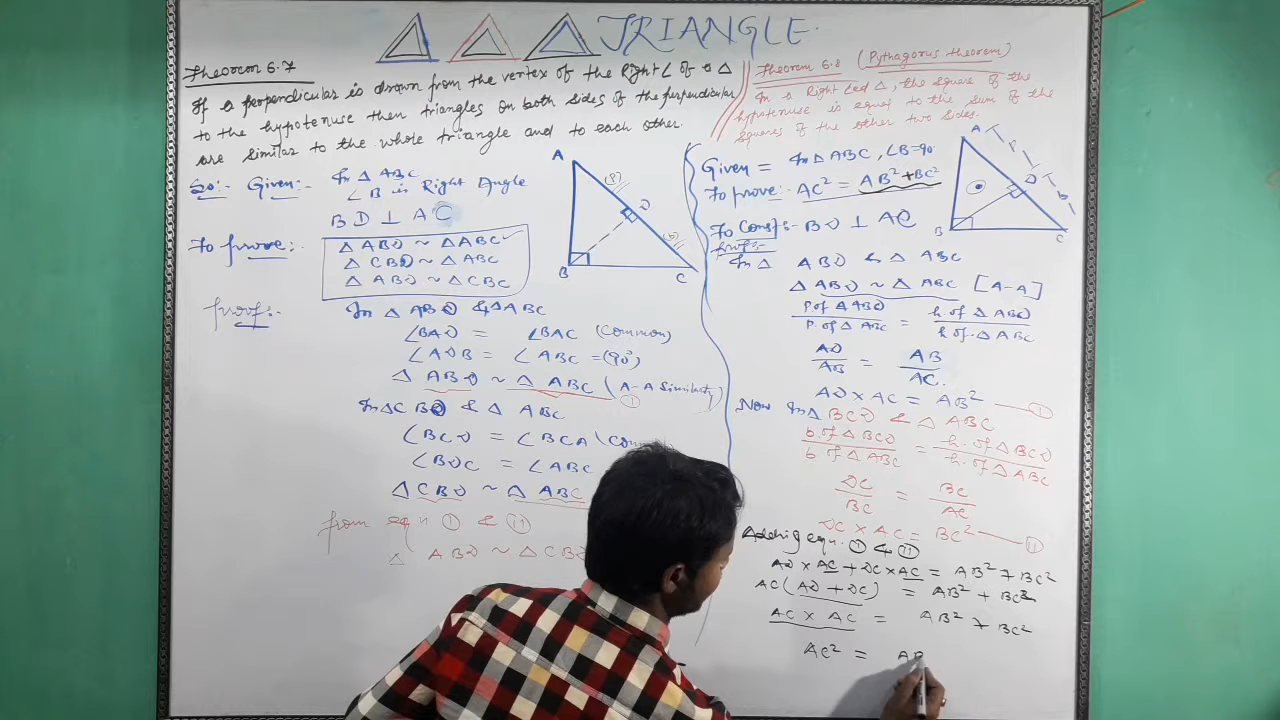 TRIANGLE
Theorem 6.7
If a perpendicular is drawn from the vertex of the Right ∠ of a △
to the hypotenuse then triangles on both sides of the perpendicular
are similar to the whole triangle and to each other.
So:- Given:- In △ ABC
∠B is Right Angle
BD ⊥ AC
To prove:- △ ABD ~ △ABC
△ CBD ~ △ABC
△ ABD ~ △CBC
proof:- In △ ABD & △ABC
∠BAD = ∠BAC (Common)
∠ADB = ∠ABC = (90°)
△ ABD ~ △ ABC (A-A Similarity)
①
In △CBD & △ ABC
∠BCD = ∠BCA (Com
∠BDC = ∠ABC
△CBD ~ △ ABC
from eqn ① & ⑪
△ ABD ~ △CBD
A
(P)
D
(b)
B
C
Theorem 6.8 (Pythagorus theorem)
In a Right Led △, the square of the
hypotenuse is equal to the sum of the
squares of the other two sides.
Given = In △ ABC, ∠B=90
To prove:- AC² = AB² + BC²
To Const:- BD ⊥ AC
proof:-
In △ ABD & △ ABC
△ ABD ~ △ ABC [A-A]
p. of △ ABD / p. of △ ABC = h. of △ ABD / h. of △ ABC
AD/AB = AB/AC.
AD × AC = AB² — ①
Now In △ BCD & △ ABC
b. of △ BCD / b of △ ABC = h. of △ BCD / h. of △ ABC
DC/BC = BC/AC
DC × AC = BC² — ⑪
Adding equn. ① & ⑪
AD × AC + DC × AC = AB² + BC²
AC (AD + DC) = AB² + BC²
AC × AC = AB² + BC²
AC² = AB
A
P
D
b
B
C